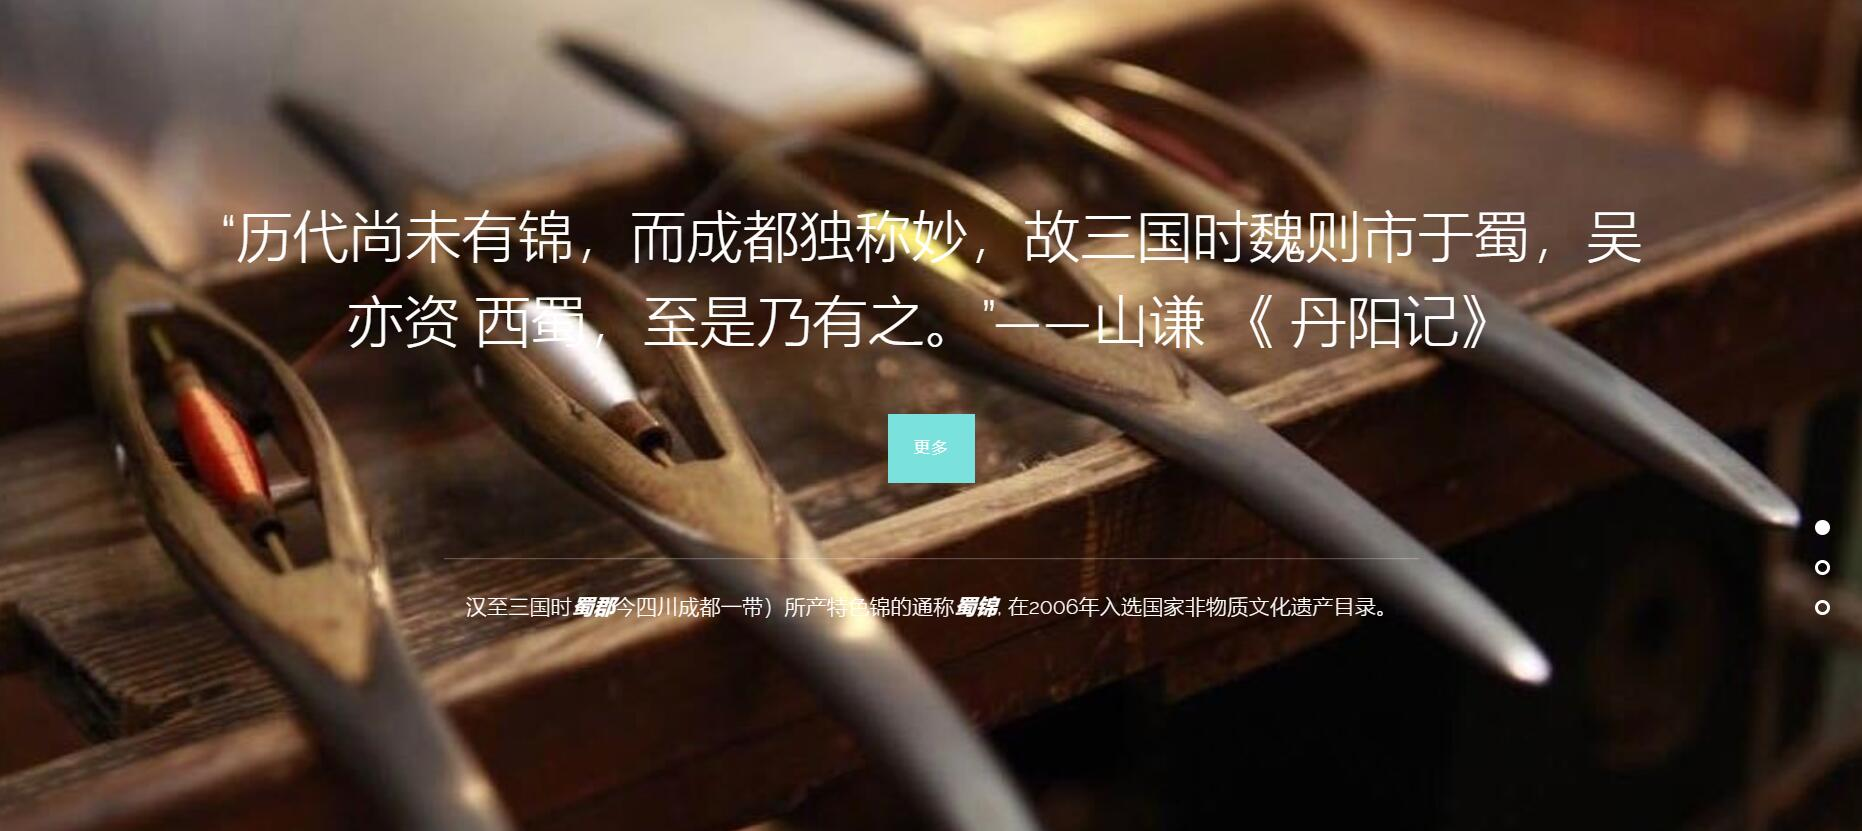 “历代尚未有锦，而成都独称妙，故三国时魏则市于蜀，吴
亦资 西蜀，至是乃有之。”——山谦 《 丹阳记》
更多
汉至三国时蜀郡今四川成都一带）所产特色锦的通称蜀锦, 在2006年入选国家非物质文化遗产目录。